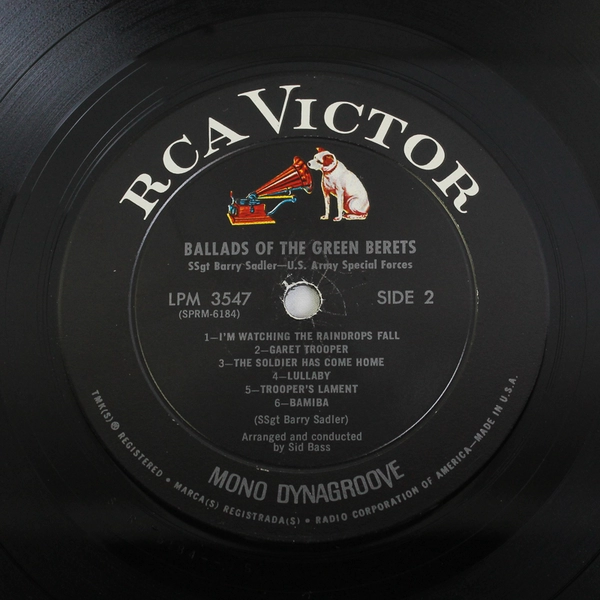 RCA VICTOR
BALLADS OF THE GREEN BERETS
SSgt Barry Sadler—U.S. Army Special Forces
LPM 3547
(SPRM-6184)
SIDE 2
1—I'M WATCHING THE RAINDROPS FALL
2—GARET TROOPER
3—THE SOLDIER HAS COME HOME
4—LULLABY
5—TROOPER'S LAMENT
6—BAMIBA
(SSgt Barry Sadler)
Arranged and conducted
by Sid Bass
MONO DYNAGROOVE
TMK(S) ® REGISTERED • MARCA(S) REGISTRADA(S) • RADIO CORPORATION OF AMERICA—MADE IN U.S.A.